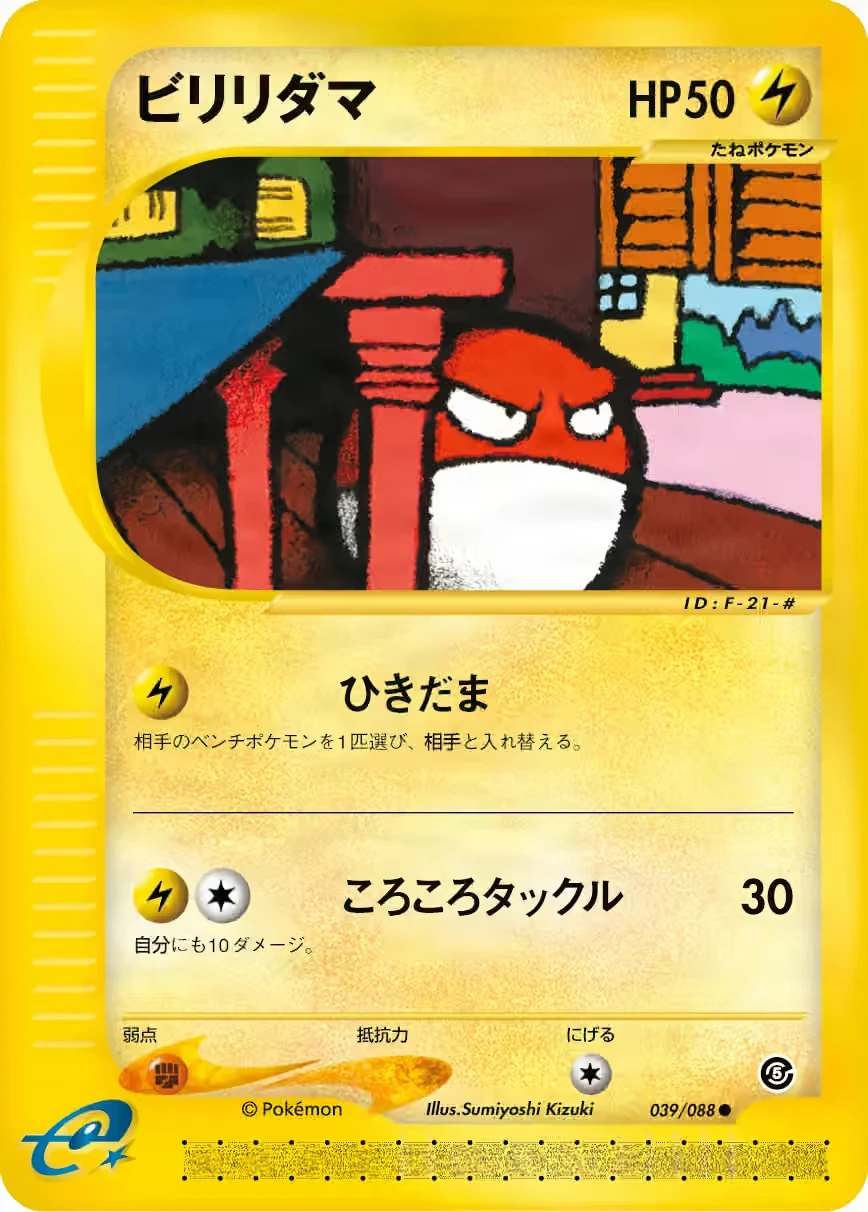 ビリリダマ HP50
たねポケモン
ID:F-21-#
ひきだま
相手のベンチポケモンを1匹選び、相手と入れ替える。
ころころタックル 30
自分にも10ダメージ。
弱点 抵抗力 にげる
© Pokémon Illus.Sumiyoshi Kizuki 039/088●
e
5